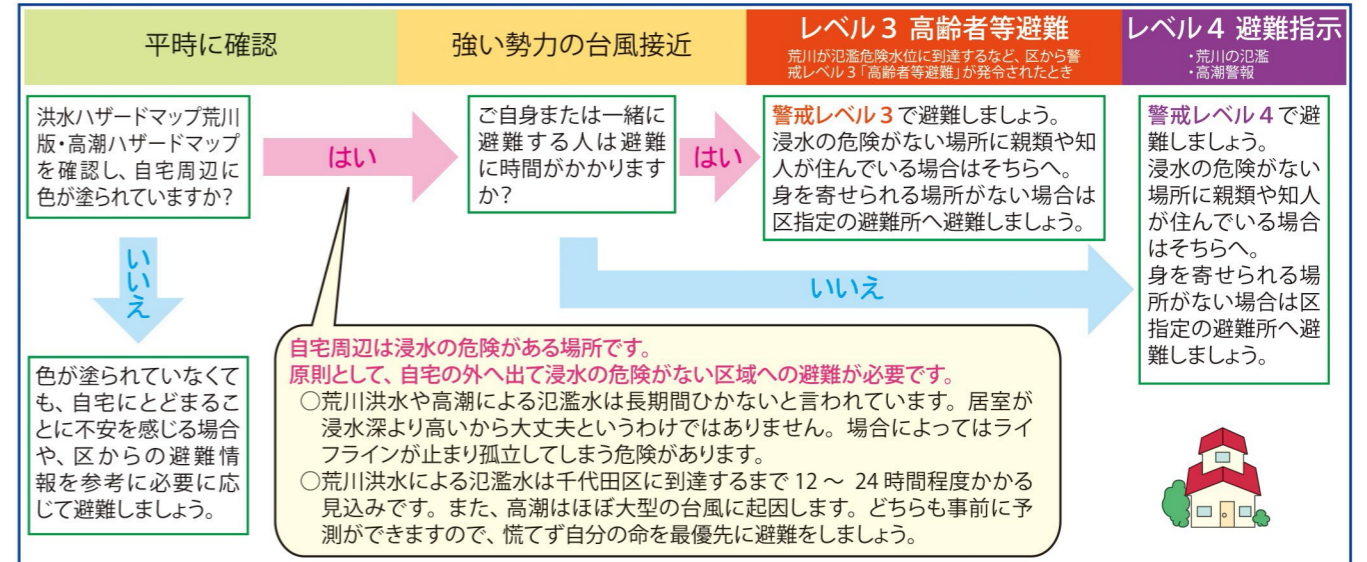 平時に確認
強い勢力の台風接近
レベル3 高齢者等避難
荒川が氾濫危険水位に到達するなど、区から警
戒レベル3「高齢者等避難」が発令されたとき
レベル4 避難指示
・荒川の氾濫
・高潮警報
洪水ハザードマップ荒川
版・高潮ハザードマップ
を確認し、自宅周辺に
色が塗られていますか?
はい
ご自身または一緒に
避難する人は避難
に時間がかかります
か?
はい
警戒レベル3で避難しましょう。
浸水の危険がない場所に親類や知
人が住んでいる場合はそちらへ。
身を寄せられる場所がない場合は
区指定の避難所へ避難しましょう。
警戒レベル4で避
難しましょう。
浸水の危険がない
場所に親類や知人
が住んでいる場合
はそちらへ。
身を寄せられる場
所がない場合は区
指定の避難所へ避
難しましょう。
いいえ
いいえ
色が塗られていなくて
も、自宅にとどまるこ
とに不安を感じる場合
や、区からの避難情
報を参考に必要に応
じて避難しましょう。
自宅周辺は浸水の危険がある場所です。
原則として、自宅の外へ出て浸水の危険がない区域への避難が必要です。
○荒川洪水や高潮による氾濫水は長期間ひかないと言われています。居室が
浸水深より高いから大丈夫というわけではありません。場合によってはライ
フラインが止まり孤立してしまう危険があります。
○荒川洪水による氾濫水は千代田区に到達するまで 12 ~ 24 時間程度かかる
見込みです。また、高潮はほぼ大型の台風に起因します。どちらも事前に予
測ができますので、慌てず自分の命を最優先に避難をしましょう。